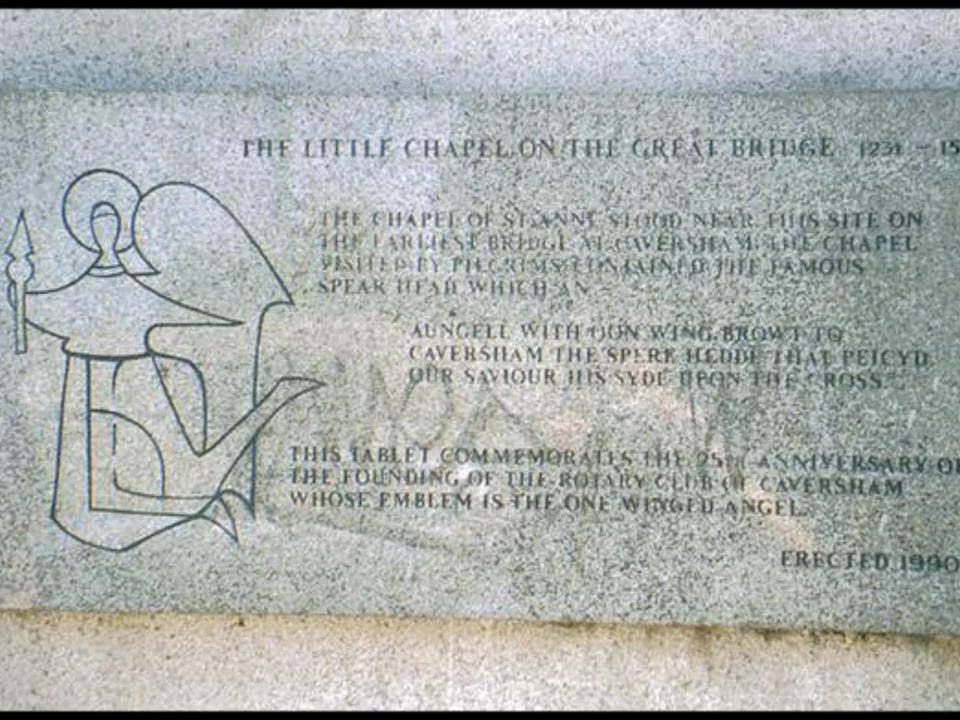 THE LITTLE CHAPEL ON THE GREAT BRIDGE 1231 – 15
THE CHAPEL OF ST. ANNE STOOD NEAR THIS SITE ON
THE EARLIEST BRIDGE AT CAVERSHAM. THE CHAPEL
VISITED BY PILGRIMS CONTAINED THE FAMOUS
SPEAR HEAD WHICH AN
AUNGELL WITH OON WING BROWT TO
CAVERSHAM THE SPERE HEDDE THAT PEICYD
OUR SAVIOUR HIS SYDE UPON THE CROSS
THIS TABLET COMMEMORATES THE 25TH ANNIVERSARY OF
THE FOUNDING OF THE ROTARY CLUB OF CAVERSHAM
WHOSE EMBLEM IS THE ONE WINGED ANGEL.
ERECTED 1990